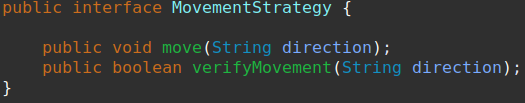 public interface MovementStrategy {
public void move(String direction);
public boolean verifyMovement(String direction);
}